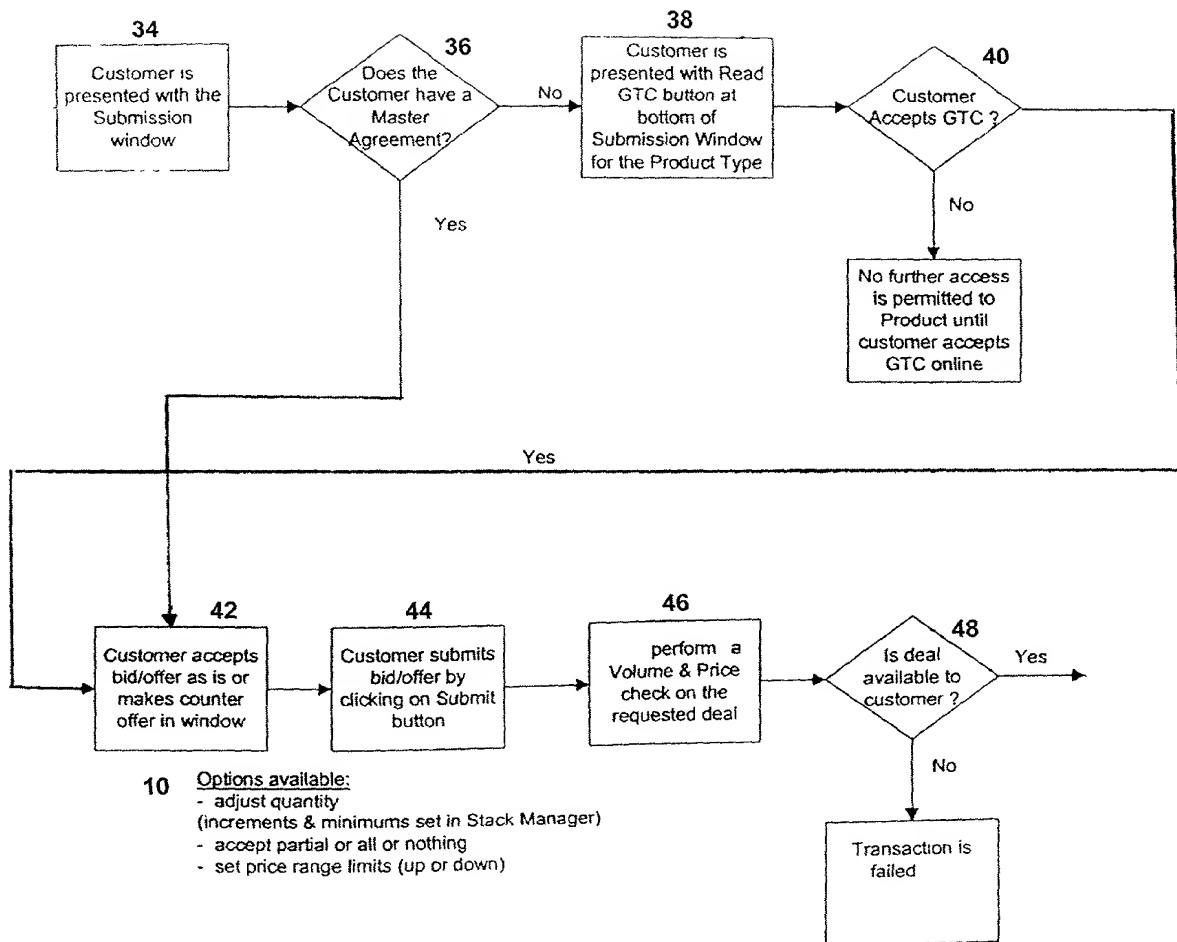 34
Customer is
presented with the
Submission
window
36
Does the
Customer have a
Master
Agreement?
No
Yes
38
Customer is
presented with Read
GTC button at
bottom of
Submission Window
for the Product Type
40
Customer
Accepts GTC ?
No
No further access
is permitted to
Product until
customer accepts
GTC online
Yes
42
Customer accepts
bid/offer as is or
makes counter
offer in window
44
Customer submits
bid/offer by
clicking on Submit
button
46
perform a
Volume & Price
check on the
requested deal
48
Is deal
available to
customer ?
Yes
No
Transaction is
failed
10
Options available:
- adjust quantity
(increments & minimums set in Stack Manager)
- accept partial or all or nothing
- set price range limits (up or down)